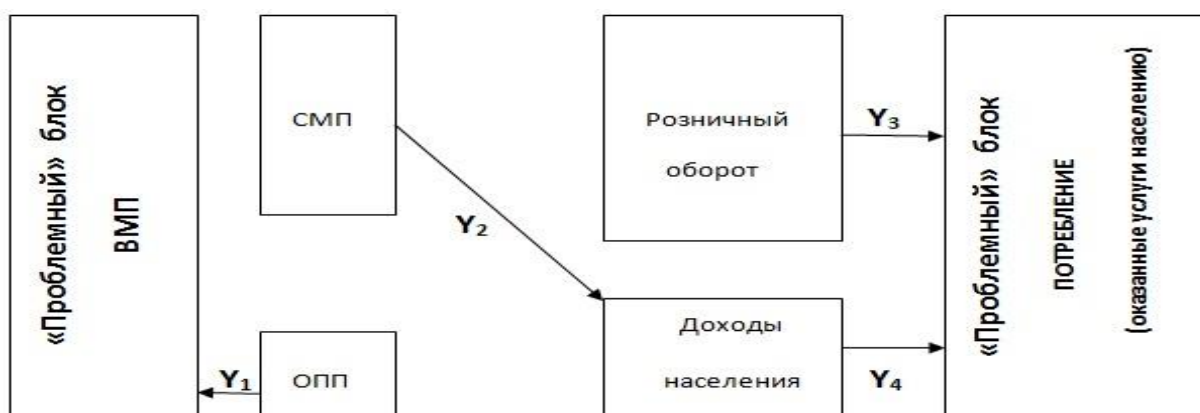 «Проблемный» блок
ВМП
СМП
ОПП
Y1
Y2
Розничный
оборот
Доходы
населения
Y3
Y4
«Проблемный» блок
ПОТРЕБЛЕНИЕ
(оказанные услуги населению)